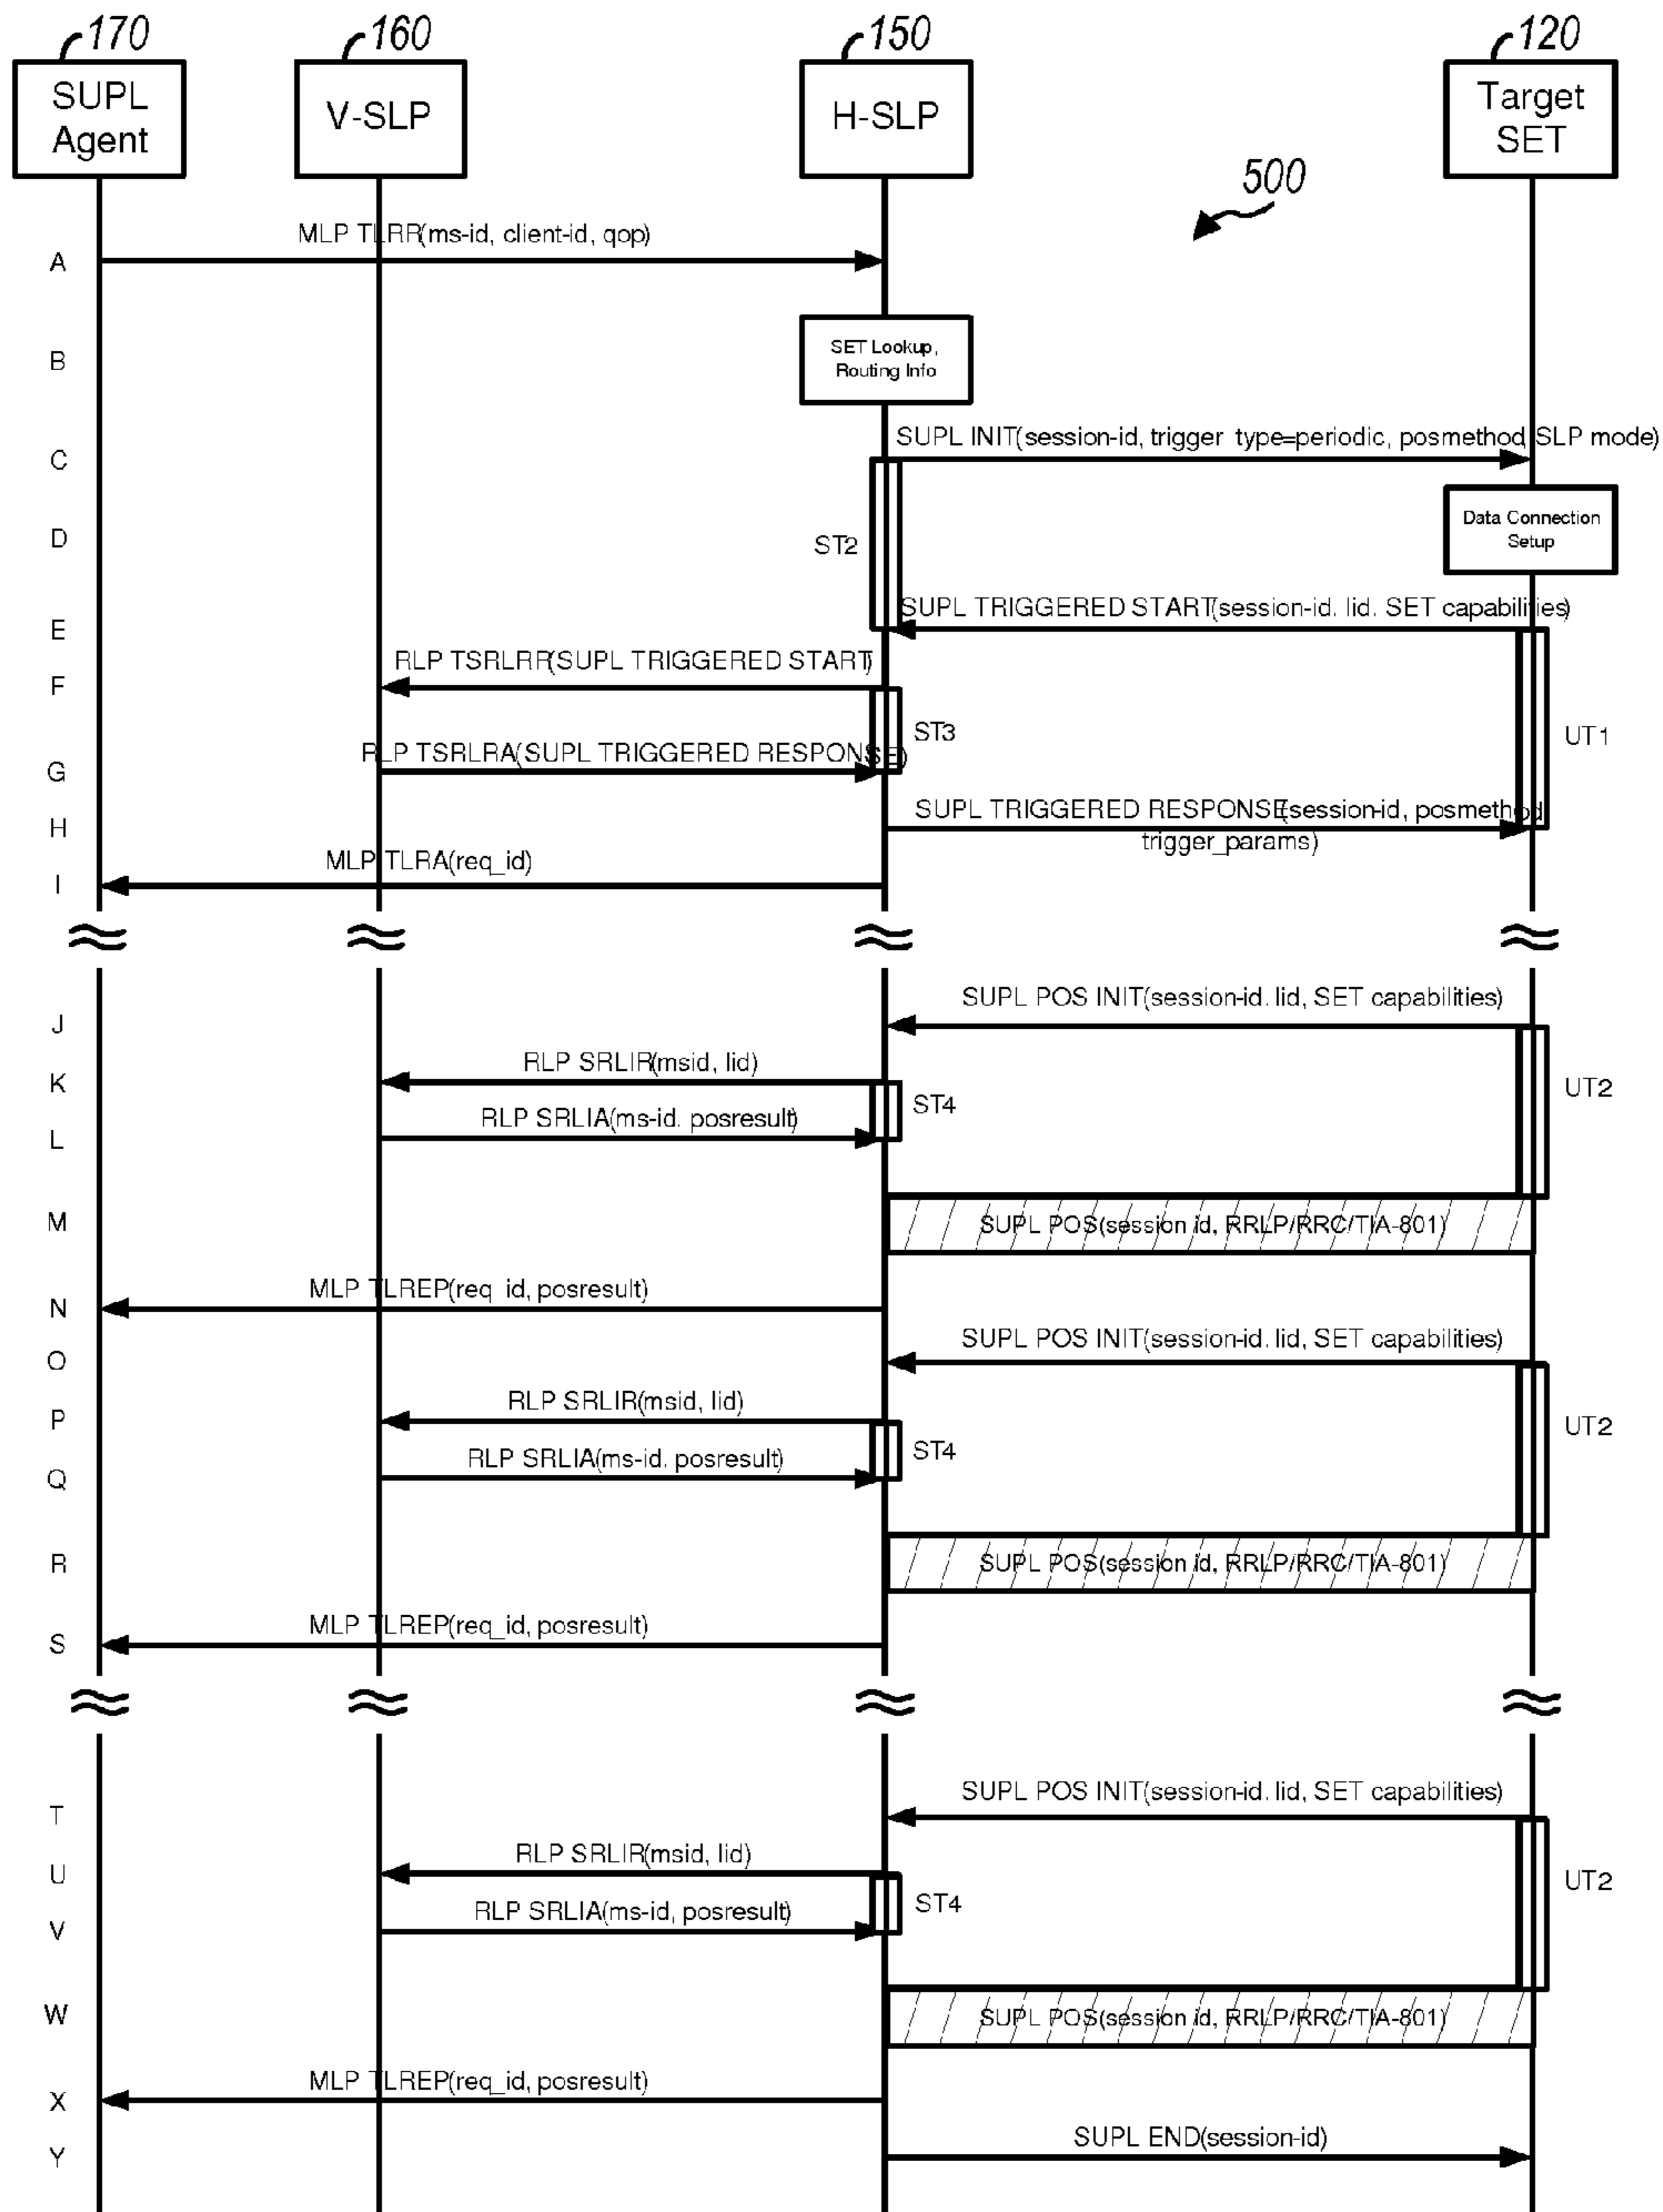 170
160
150
120
SUPL
Agent
V-SLP
H-SLP
Target
SET
500
MLP TLRR(ms-id, client-id, qop)
A
B
SET Lookup,
Routing Info
SUPL INIT(session-id, trigger_type=periodic, posmethod, SLP mode)
C
D
ST2
Data Connection
Setup
SUPL TRIGGERED START(session-id, lid, SET capabilities)
E
RLP TSRLRR(SUPL TRIGGERED START)
F
ST3
UT1
RLP TSRLRA(SUPL TRIGGERED RESPONSE)
G
SUPL TRIGGERED RESPONSE(session-id, posmethod
trigger_params)
H
MLP TLRA(req_id)
I
SUPL POS INIT(session-id, lid, SET capabilities)
J
RLP SRLIR(msid, lid)
K
ST4
UT2
RLP SRLIA(ms-id, posresult)
L
M
SUPL POS(session id, RRLP/RRC/TIA-801)
MLP TLREP(req_id, posresult)
N
SUPL POS INIT(session-id, lid, SET capabilities)
O
RLP SRLIR(msid, lid)
P
ST4
UT2
RLP SRLIA(ms-id, posresult)
Q
R
SUPL POS(session id, RRLP/RRC/TIA-801)
MLP TLREP(req_id, posresult)
S
SUPL POS INIT(session-id, lid, SET capabilities)
T
RLP SRLIR(msid, lid)
U
ST4
UT2
RLP SRLIA(ms-id, posresult)
V
W
SUPL POS(session id, RRLP/RRC/TIA-801)
MLP TLREP(req_id, posresult)
X
SUPL END(session-id)
Y